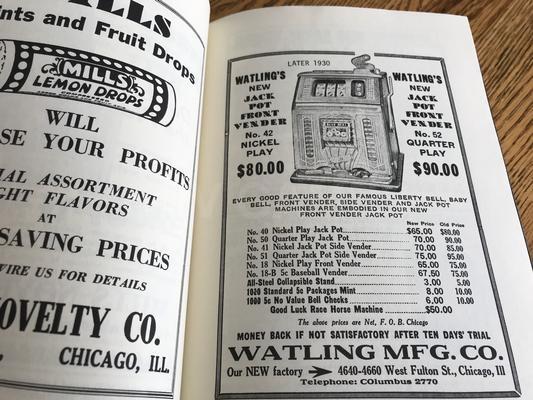 MILLS
nts and Fruit Drops
MILLS
LEMON DROPS
WILL
SE YOUR PROFITS
IAL ASSORTMENT
GHT FLAVORS
AT
SAVING PRICES
WIRE US FOR DETAILS
OVELTY CO.
CHICAGO, ILL.
LATER 1930
WATLING'S
NEW
JACK
POT
FRONT
VENDER
No. 42
NICKEL
PLAY
$80.00
WATLING'S
NEW
JACK
POT
FRONT
VENDER
No. 52
QUARTER
PLAY
$90.00
EVERY GOOD FEATURE OF OUR FAMOUS LIBERTY BELL, BABY
BELL, FRONT VENDER, SIDE VENDER AND JACK POT
MACHINES ARE EMBODIED IN OUR NEW
FRONT VENDER JACK POT
New Price Old Price
No. 40 Nickel Play Jack Pot $65.00 $80.00
No. 50 Quarter Play Jack Pot 70.00 90.00
No. 41 Nickel Jack Pot Side Vender 70.00 85.00
No. 51 Quarter Jack Pot Side Vender 75.00 95.00
No. 18 Nickel Play Front Vender 65.00 75.00
No. 18-B 5c Baseball Vender 67.50 75.00
All-Steel Collapsible Stand 3.00 5.00
1000 Standard 5c Packages Mint 8.00 10.00
1000 5c No Value Bell Checks 6.00 10.00
Good Luck Race Horse Machine $50.00
The above prices are Net, F. O. B. Chicago
MONEY BACK IF NOT SATISFACTORY AFTER TEN DAYS' TRIAL
WATLING MFG. CO.
Our NEW factory 4640-4660 West Fulton St., Chicago, Ill
Telephone: COlumbus 2770